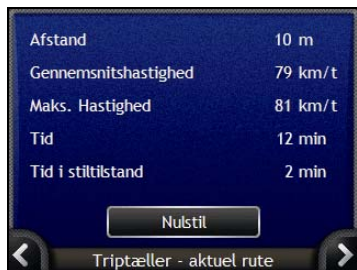 Afstand 10 m
Gennemsnitshastighed 79 km/t
Maks. Hastighed 81 km/t
Tid 12 min
Tid i stiltilstand 2 min
Nulstil
Triptæller - aktuel rute